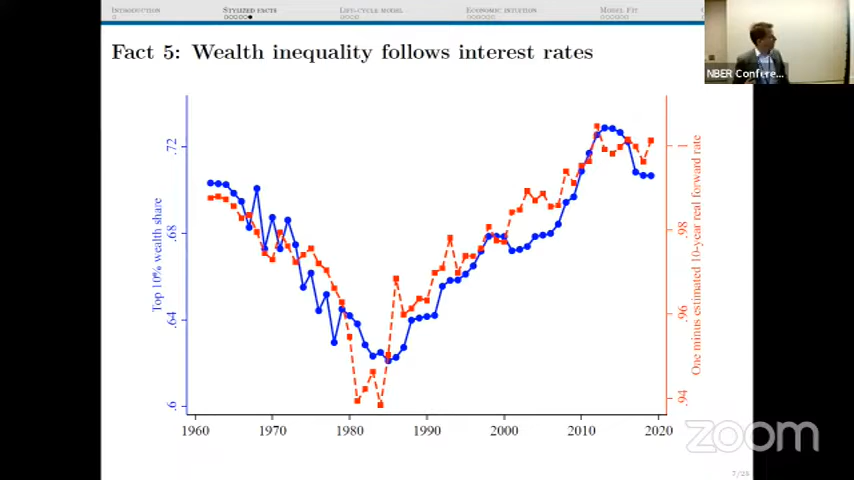 INTRODUCTION
STYLIZED FACTS
LIFE-CYCLE MODEL
ECONOMIC INTUITION
MODEL FIT
Fact 5: Wealth inequality follows interest rates
NBER Confere...
.72
.68
.64
.6
Top 10% wealth share
1
.98
.96
.94
One minus estimated 10-year real forward rate
1960
1970
1980
1990
2000
2010
2020
zoom